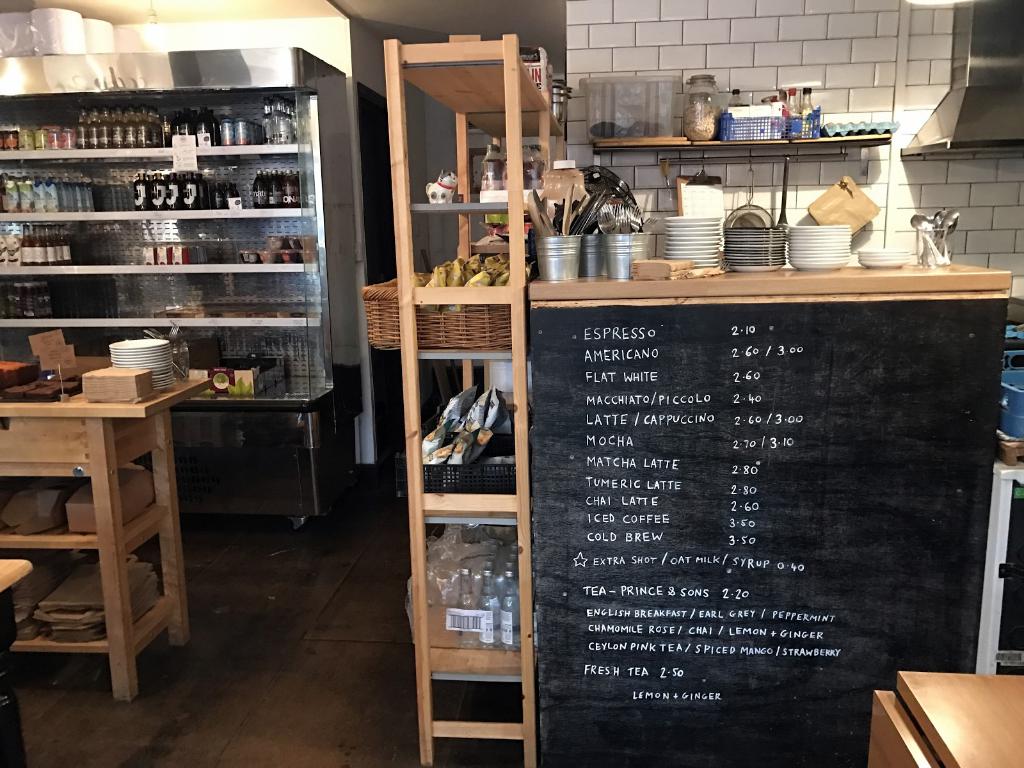 ESPRESSO 2.10
AMERICANO 2.60 / 3.00
FLAT WHITE 2.60
MACCHIATO/PICCOLO 2.40
LATTE / CAPPUCCINO 2.60 / 3.00
MOCHA 2.70 / 3.10
MATCHA LATTE 2.80
TUMERIC LATTE 2.80
CHAI LATTE 2.60
ICED COFFEE 3.50
COLD BREW 3.50
☆ EXTRA SHOT / OAT MILK / SYRUP 0.40
TEA - PRINCE & SONS 2.20
ENGLISH BREAKFAST / EARL GREY / PEPPERMINT
CHAMOMILE ROSE / CHAI / LEMON + GINGER
CEYLON PINK TEA / SPICED MANGO / STRAWBERRY
FRESH TEA 2.50
LEMON + GINGER